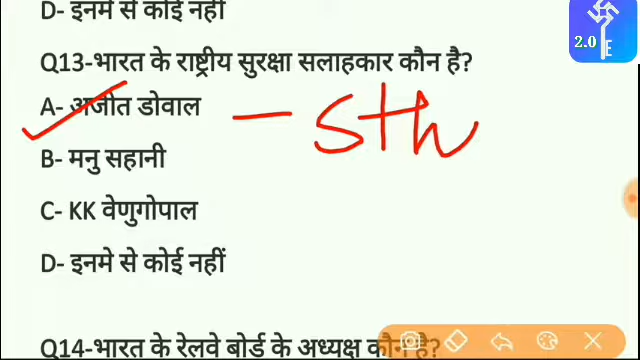 D- इनमे से कोई नहीं
2.0 E
Q13-भारत के राष्ट्रीय सुरक्षा सलाहकार कौन है?
A- अजीत डोवाल - 5th
B- मनु सहानी
C- KK वेणुगोपाल
D- इनमे से कोई नहीं
Q14-भारत के रेलवे बोर्ड के अध्यक्ष कौन है?